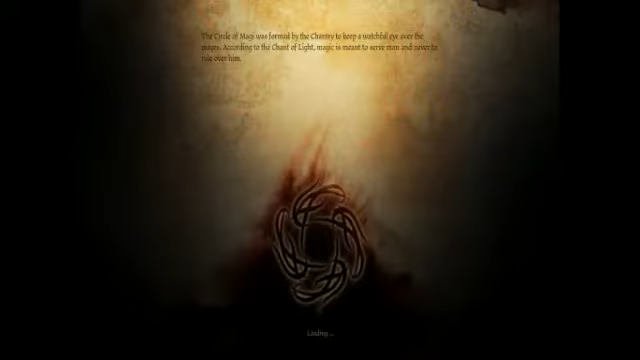 The Circle of Magi was formed by the Chantry to keep a watchful eye over the
mages. According to the Chant of Light, magic is meant to serve man and never to
rule over him.
Loading ...